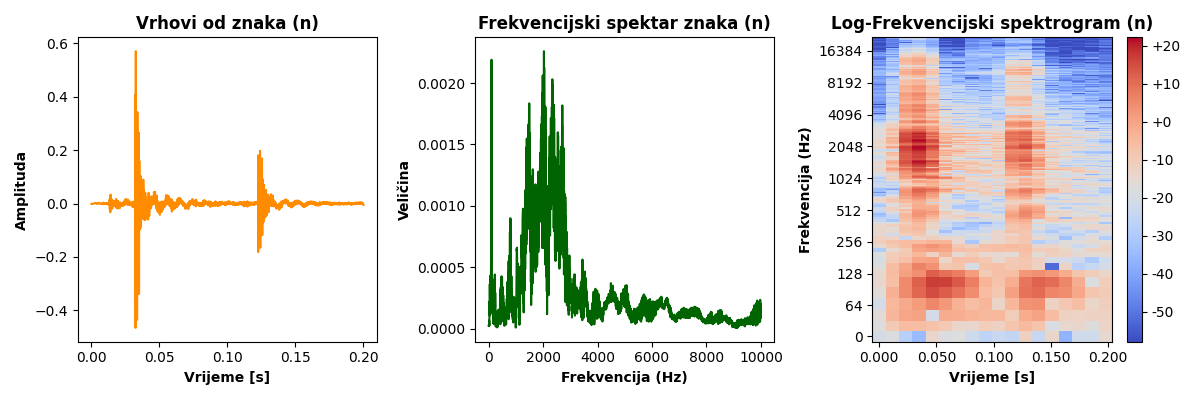 Vrhovi od znaka (n)
0.6
0.4
0.2
0.0
−0.2
−0.4
Amplituda
0.00 0.05 0.10 0.15 0.20
Vrijeme [s]
Frekvencijski spektar znaka (n)
0.0020
0.0015
0.0010
0.0005
0.0000
Veličina
0 2000 4000 6000 8000 10000
Frekvencija (Hz)
Log-Frekvencijski spektrogram (n)
16384
8192
4096
2048
1024
512
256
128
64
0
Frekvencija (Hz)
0.000 0.050 0.100 0.150 0.200
Vrijeme [s]
+20
+10
+0
-10
-20
-30
-40
-50